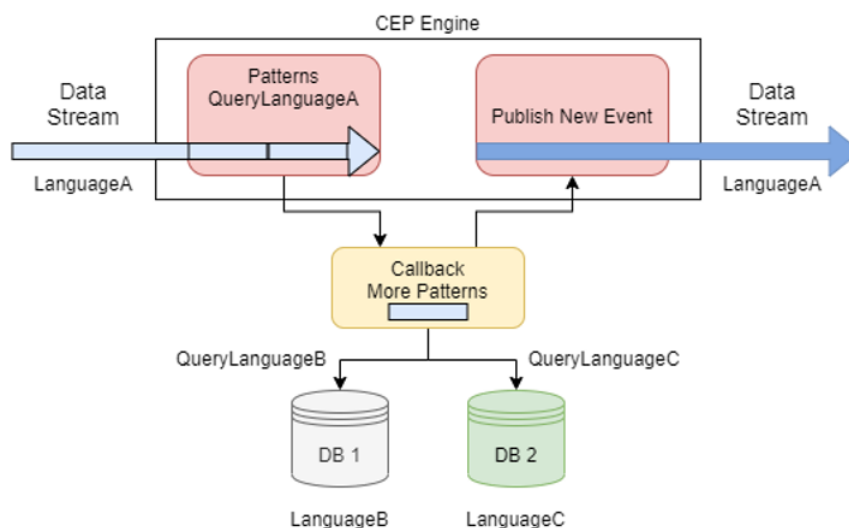 CEP Engine
Data
Stream
LanguageA
Patterns
QueryLanguageA
Publish New Event
Data
Stream
LanguageA
Callback
More Patterns
QueryLanguageB
QueryLanguageC
DB 1
DB 2
LanguageB
LanguageC